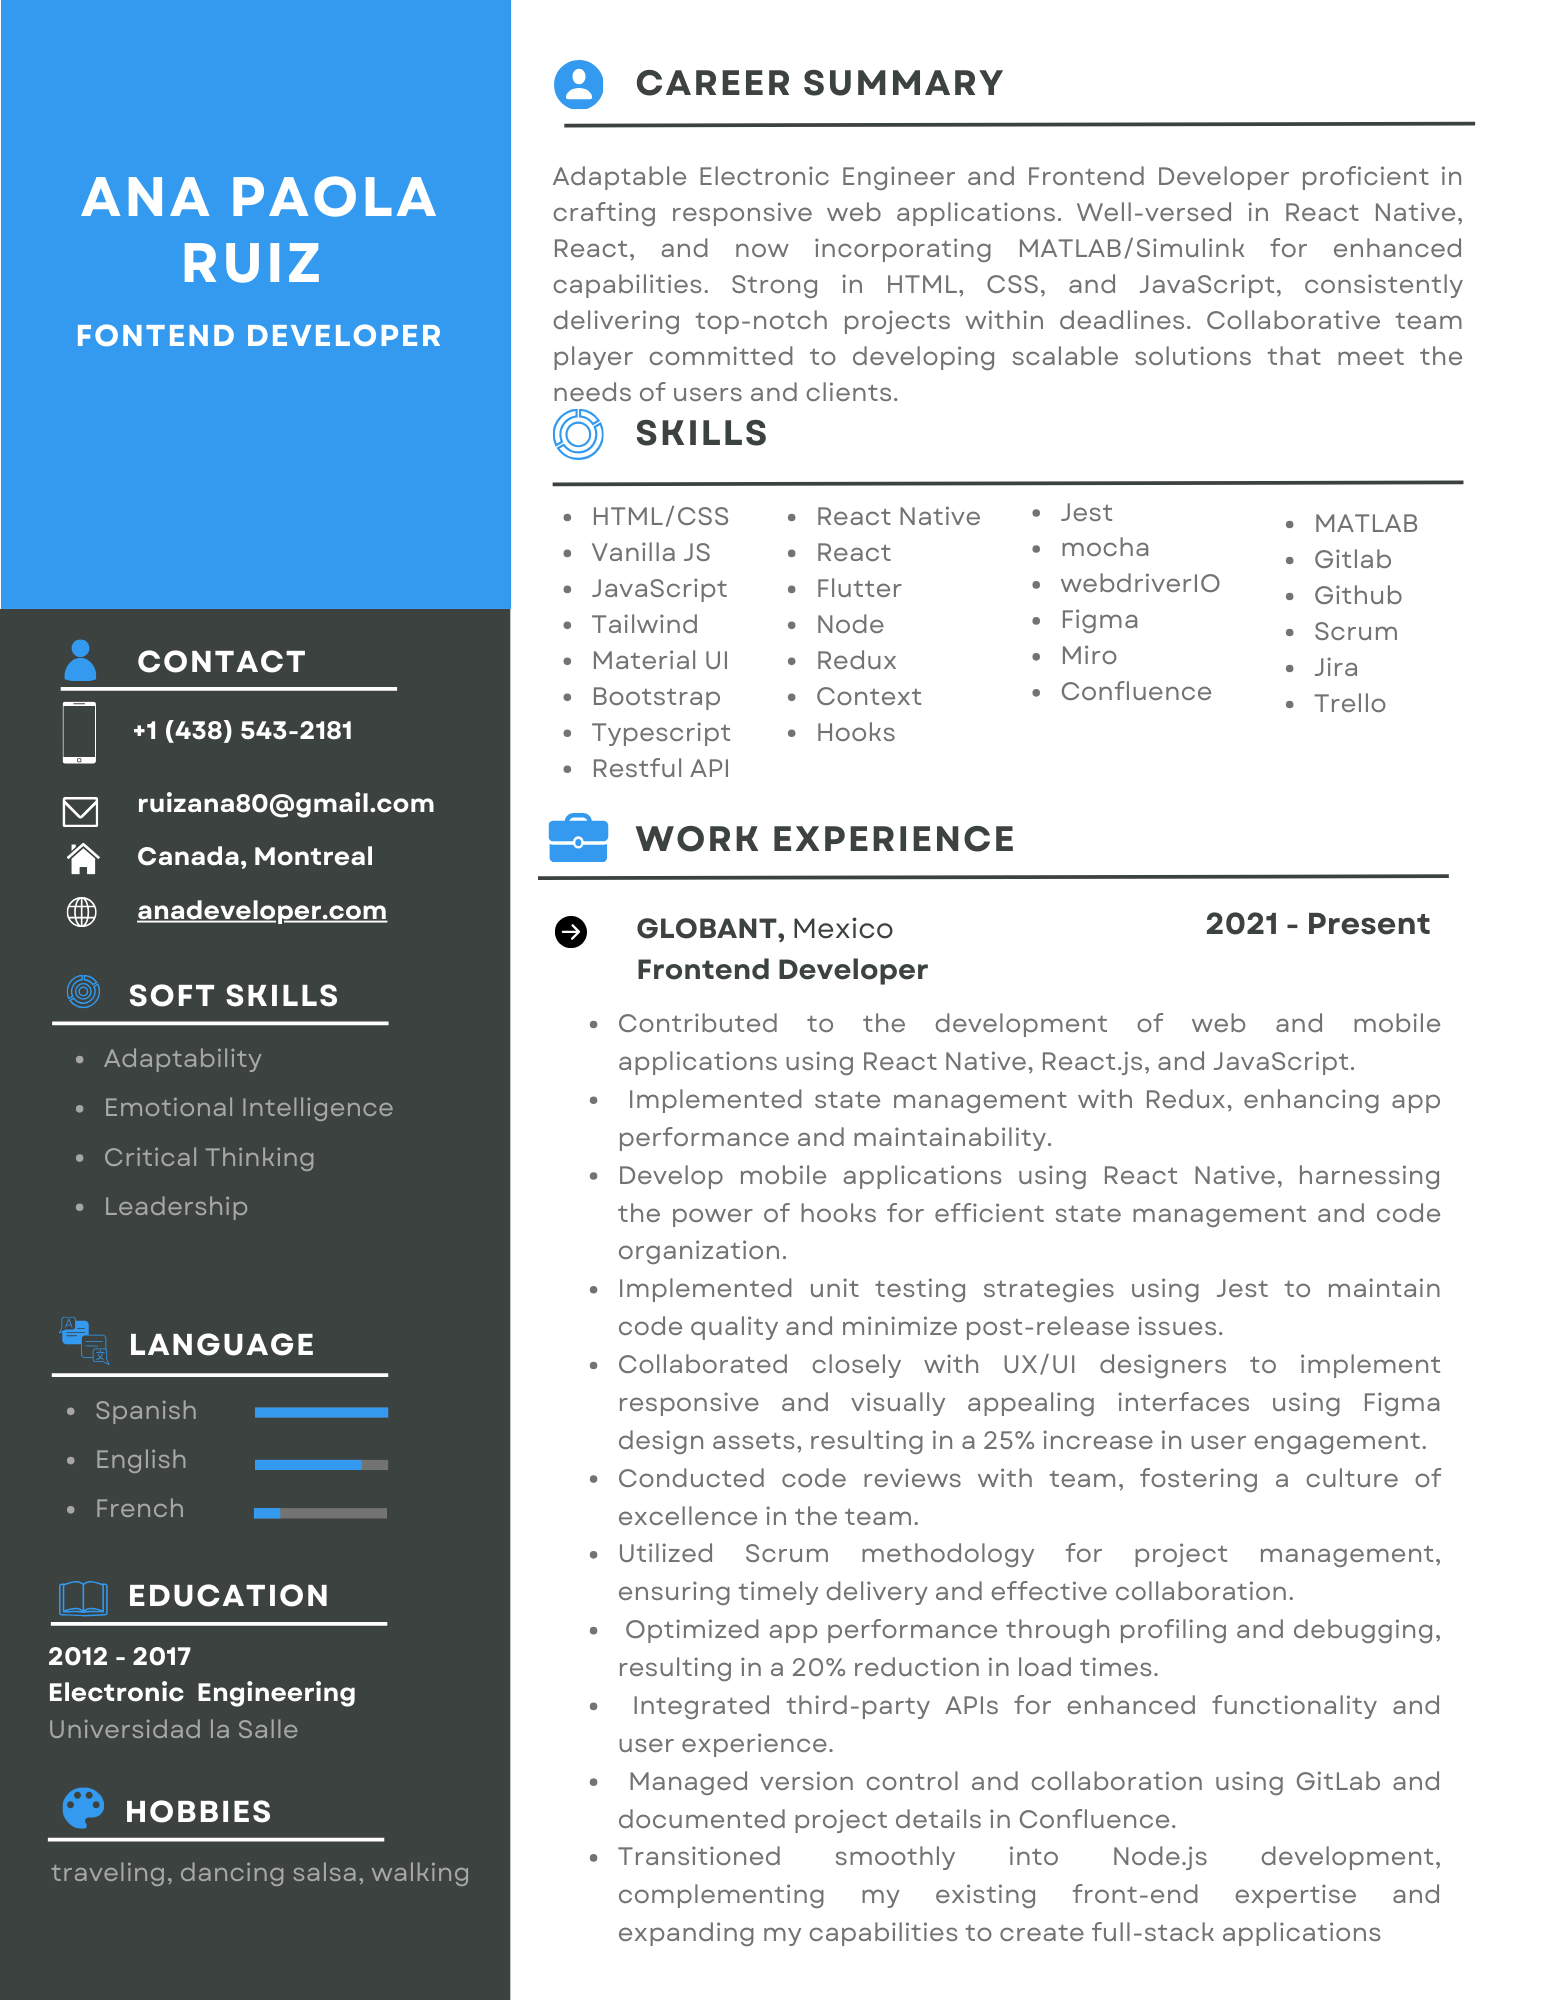 ANA PAOLA
RUIZ
FONTEND DEVELOPER
CONTACT
+1 (438) 543-2181
ruizana80@gmail.com
Canada, Montreal
anadeveloper.com
SOFT SKILLS
• Adaptability
• Emotional Intelligence
• Critical Thinking
• Leadership
LANGUAGE
• Spanish
• English
• French
EDUCATION
2012 - 2017
Electronic Engineering
Universidad la Salle
HOBBIES
traveling, dancing salsa, walking
CAREER SUMMARY
Adaptable Electronic Engineer and Frontend Developer proficient in
crafting responsive web applications. Well-versed in React Native,
React, and now incorporating MATLAB/Simulink for enhanced
capabilities. Strong in HTML, CSS, and JavaScript, consistently
delivering top-notch projects within deadlines. Collaborative team
player committed to developing scalable solutions that meet the
needs of users and clients.
SKILLS
• HTML/CSS
• Vanilla JS
• JavaScript
• Tailwind
• Material UI
• Bootstrap
• Typescript
• Restful API
• React Native
• React
• Flutter
• Node
• Redux
• Context
• Hooks
• Jest
• mocha
• webdriverIO
• Figma
• Miro
• Confluence
• MATLAB
• Gitlab
• Github
• Scrum
• Jira
• Trello
WORK EXPERIENCE
GLOBANT, Mexico
2021 - Present
Frontend Developer
• Contributed to the development of web and mobile
applications using React Native, React.js, and JavaScript.
• Implemented state management with Redux, enhancing app
performance and maintainability.
• Develop mobile applications using React Native, harnessing
the power of hooks for efficient state management and code
organization.
• Implemented unit testing strategies using Jest to maintain
code quality and minimize post-release issues.
• Collaborated closely with UX/UI designers to implement
responsive and visually appealing interfaces using Figma
design assets, resulting in a 25% increase in user engagement.
• Conducted code reviews with team, fostering a culture of
excellence in the team.
• Utilized Scrum methodology for project management,
ensuring timely delivery and effective collaboration.
• Optimized app performance through profiling and debugging,
resulting in a 20% reduction in load times.
• Integrated third-party APIs for enhanced functionality and
user experience.
• Managed version control and collaboration using GitLab and
documented project details in Confluence.
• Transitioned smoothly into Node.js development,
complementing my existing front-end expertise and
expanding my capabilities to create full-stack applications